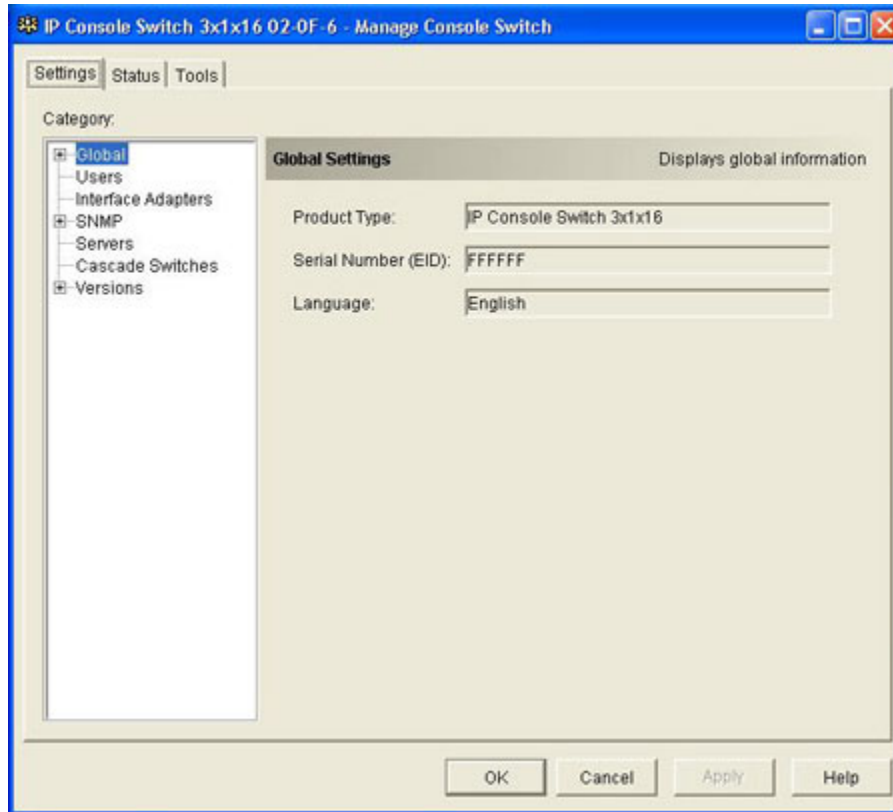 IP Console Switch 3x1x16 02-0F-6 - Manage Console Switch
Settings Status Tools
Category:
Global
Users
Interface Adapters
SNMP
Servers
Cascade Switches
Versions
Global Settings Displays global information
Product Type: IP Console Switch 3x1x16
Serial Number (EID): FFFFFF
Language: English
OK Cancel Apply Help